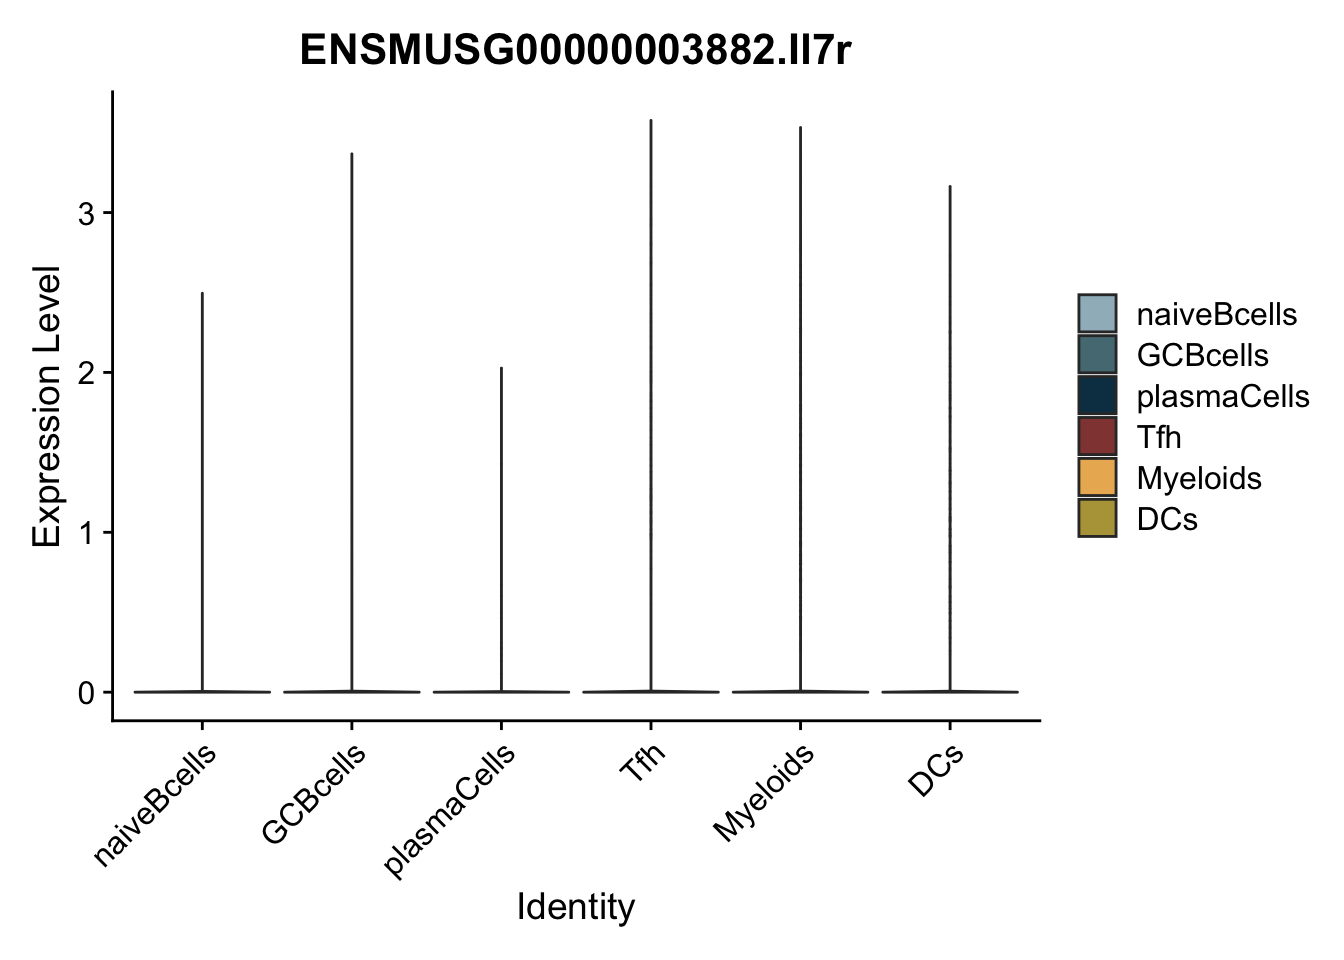 ENSMUSG00000003882.Il7r
Expression Level
3
2
1
0
naiveBcells
GCBcells
plasmaCells
Tfh
Myeloids
DCs
Identity
naiveBcells
GCBcells
plasmaCells
Tfh
Myeloids
DCs